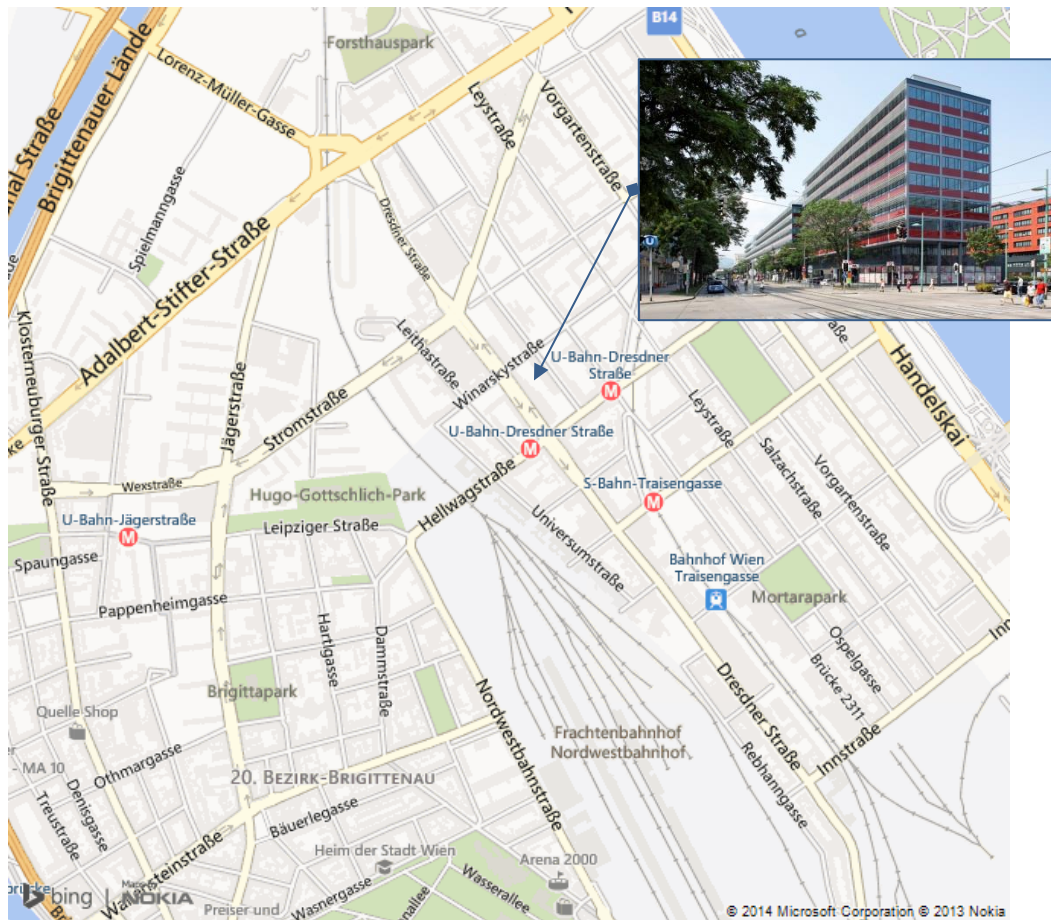 B14
Forsthauspark
Brigittenauer Lände
Lorenz-Müller-Gasse
Leystraße
Vorgartenstraße
Spielmanngasse
Dresdner Straße
U
Adalbert-Stifter-Straße
Klosterneuburger Straße
Jägerstraße
Leithastraße
Winarskystraße
U-Bahn-Dresdner
Straße
M
Handelskai
Stromstraße
U-Bahn-Dresdner Straße
M
Leystraße
Salzachstraße
Vorgartenstraße
Wexstraße
Hugo-Gottschlich-Park
Hellwagstraße
S-Bahn-Traisengasse
M
U-Bahn-Jägerstraße
M
Leipziger Straße
Universumstraße
Spaungasse
Bahnhof Wien
Traisengasse
Mortarapark
Pappenheimgasse
Hartlgasse
Dammstraße
Ospelgasse
Brücke 2311
Brigittapark
Nordwestbahnstraße
Dresdner Straße
Innstraße
Quelle Shop
Frachtenbahnhof
Nordwestbahnhof
- MA 10
Othmargasse
20. BEZIRK-BRIGITTENAU
Rebhanngasse
Treustraße
Denisgasse
Bäuerlegasse
Wallensteinstraße
Heim der Stadt Wien
Arena 2000
Wasnergasse
Wasserallee
Preiser und
bing
NOKIA
© 2014 Microsoft Corporation © 2013 Nokia